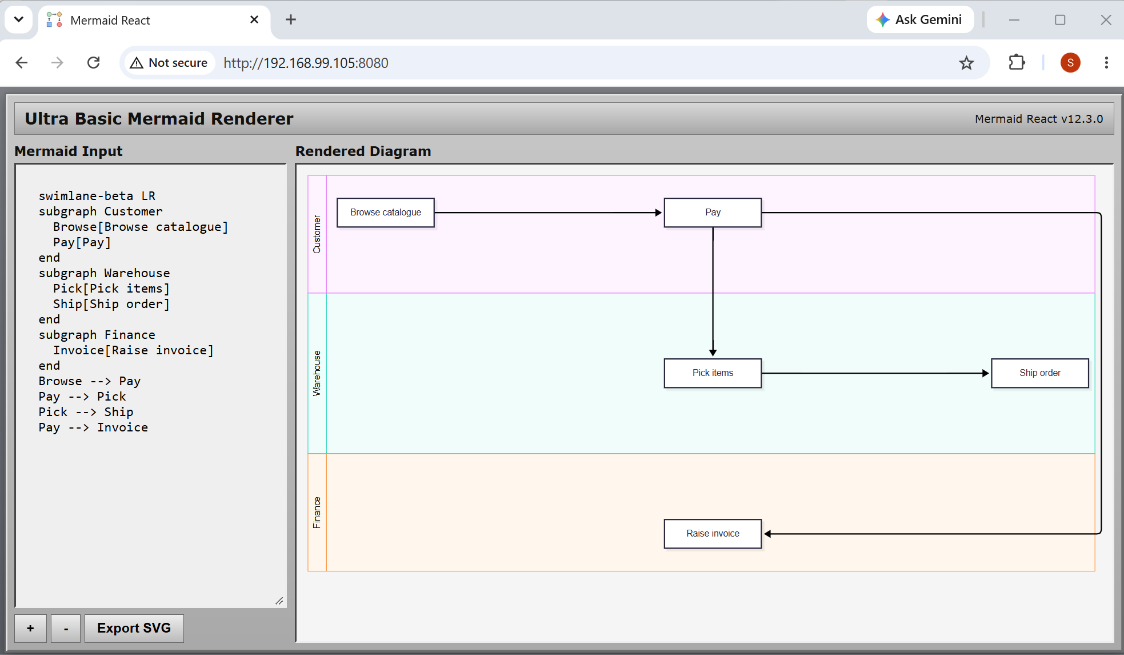 Mermaid React
Ask Gemini
Not secure
http://192.168.99.105:8080
S
Ultra Basic Mermaid Renderer
Mermaid React v12.3.0
Mermaid Input
swimlane-beta LR
subgraph Customer
  Browse[Browse catalogue]
  Pay[Pay]
end
subgraph Warehouse
  Pick[Pick items]
  Ship[Ship order]
end
subgraph Finance
  Invoice[Raise invoice]
end
Browse --> Pay
Pay --> Pick
Pick --> Ship
Pay --> Invoice
+ - Export SVG
Rendered Diagram
Customer
Browse catalogue
Pay
Warehouse
Pick items
Ship order
Finance
Raise invoice